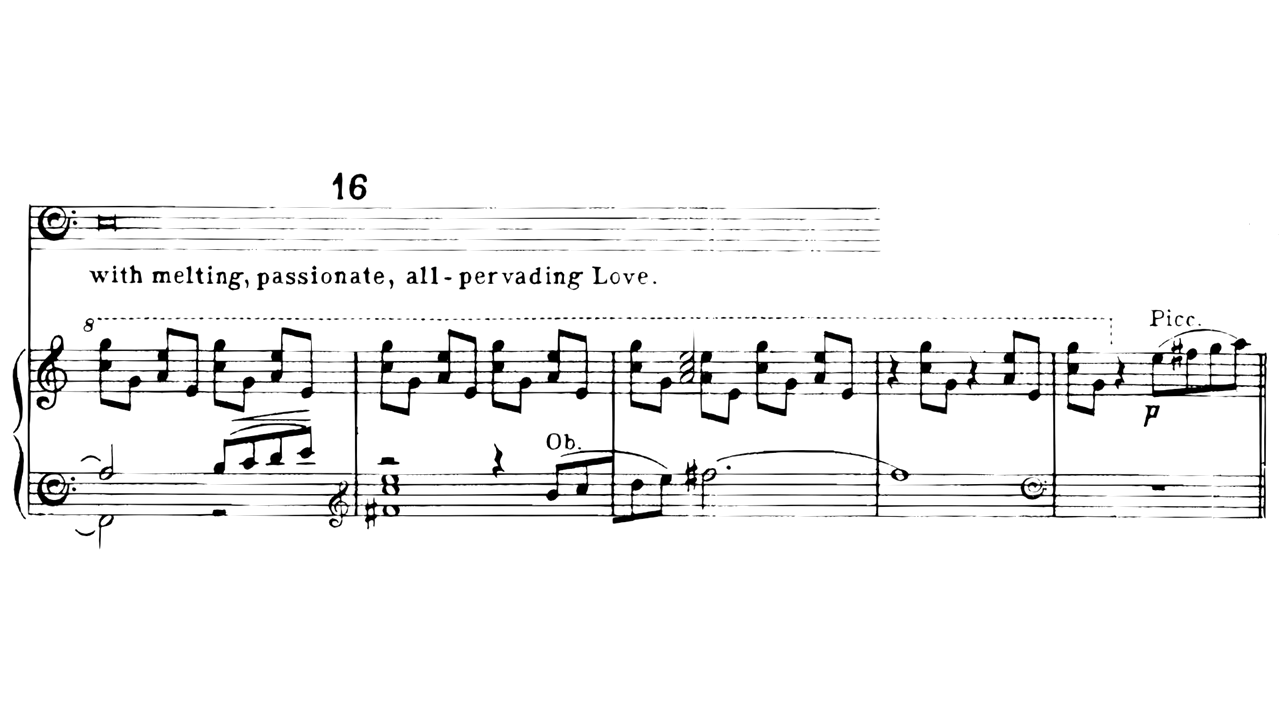 16
with melting, passionate, all-pervading Love.
8
Picc.
p
Ob.